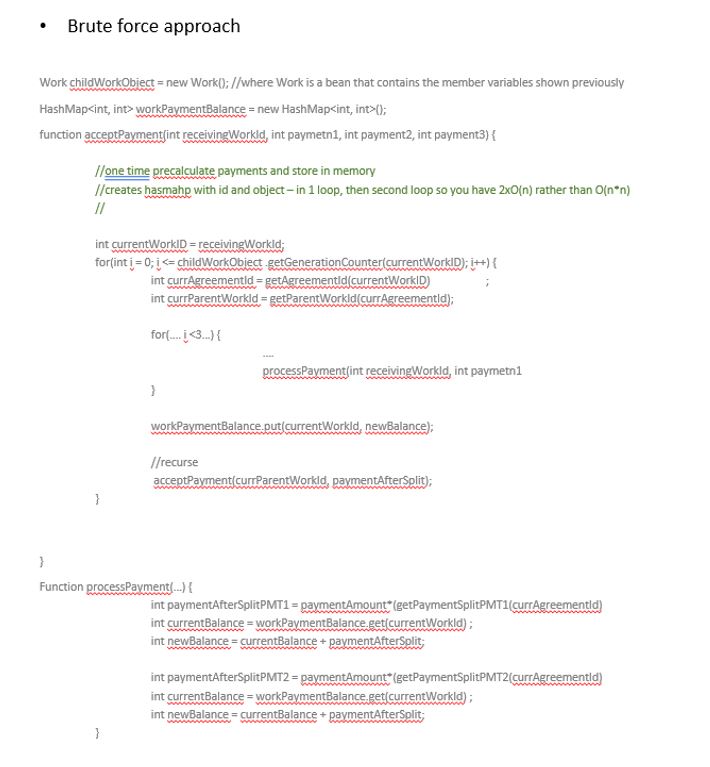 • Brute force approach
Work childWorkObject = new Work(); //where Work is a bean that contains the member variables shown previously
HashMap<int, int> workPaymentBalance = new HashMap<int, int>();
function acceptPayment(int receivingWorkId, int paymetn1, int payment2, int payment3) {
//one time precalculate payments and store in memory
//creates hasmahp with id and object – in 1 loop, then second loop so you have 2xO(n) rather than O(n*n)
//
int currentWorkID = receivingWorkId;
for(int i = 0; i <= childWorkObject .getGenerationCounter(currentWorkID); i++) {
int currAgreementId = getAgreementId(currentWorkID) ;
int currParentWorkId = getParentWorkId(currAgreementId);
for(.... i <3...) {
....
processPayment(int receivingWorkId, int paymetn1
}
workPaymentBalance.put(currentWorkId, newBalance);
//recurse
acceptPayment(currParentWorkId, paymentAfterSplit);
}
}
Function processPayment(...) {
int paymentAfterSplitPMT1 = paymentAmount*(getPaymentSplitPMT1(currAgreementId)
int currentBalance = workPaymentBalance.get(currentWorkId) ;
int newBalance = currentBalance + paymentAfterSplit;
int paymentAfterSplitPMT2 = paymentAmount*(getPaymentSplitPMT2(currAgreementId)
int currentBalance = workPaymentBalance.get(currentWorkId) ;
int newBalance = currentBalance + paymentAfterSplit;
}